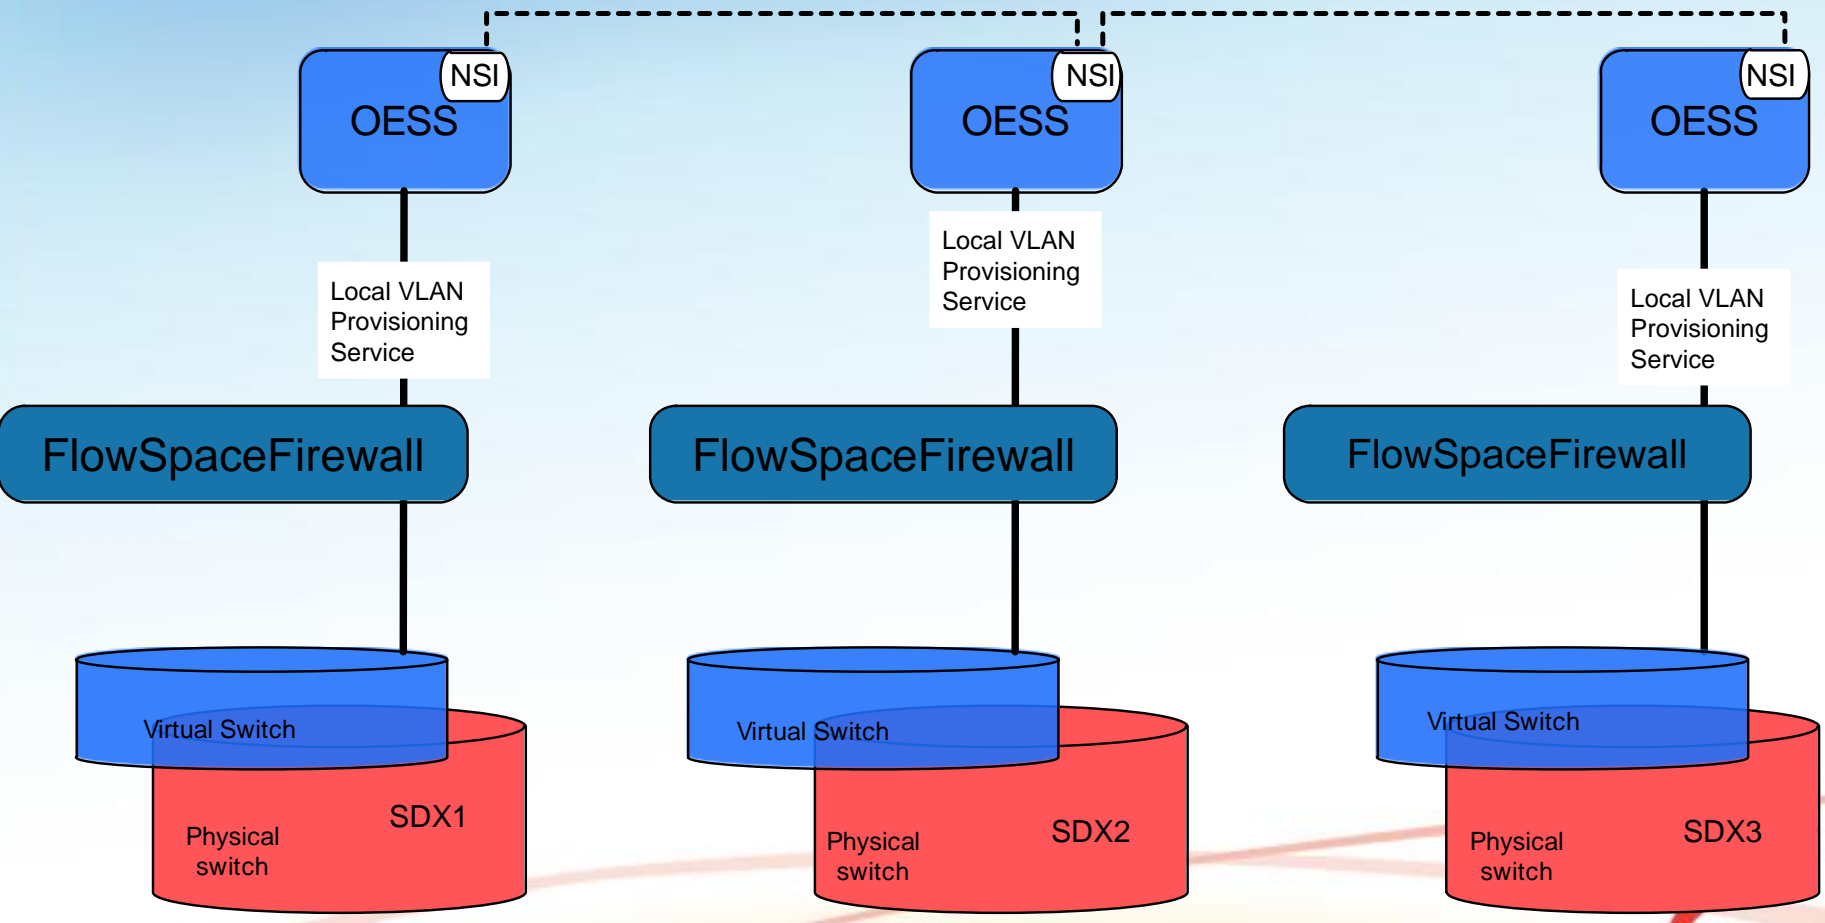 NSI
OESS
NSI
OESS
NSI
OESS
Local VLAN
Provisioning
Service
Local VLAN
Provisioning
Service
Local VLAN
Provisioning
Service
FlowSpaceFirewall
FlowSpaceFirewall
FlowSpaceFirewall
Virtual Switch
Virtual Switch
Virtual Switch
SDX1
Physical
switch
SDX2
Physical
switch
SDX3
Physical
switch